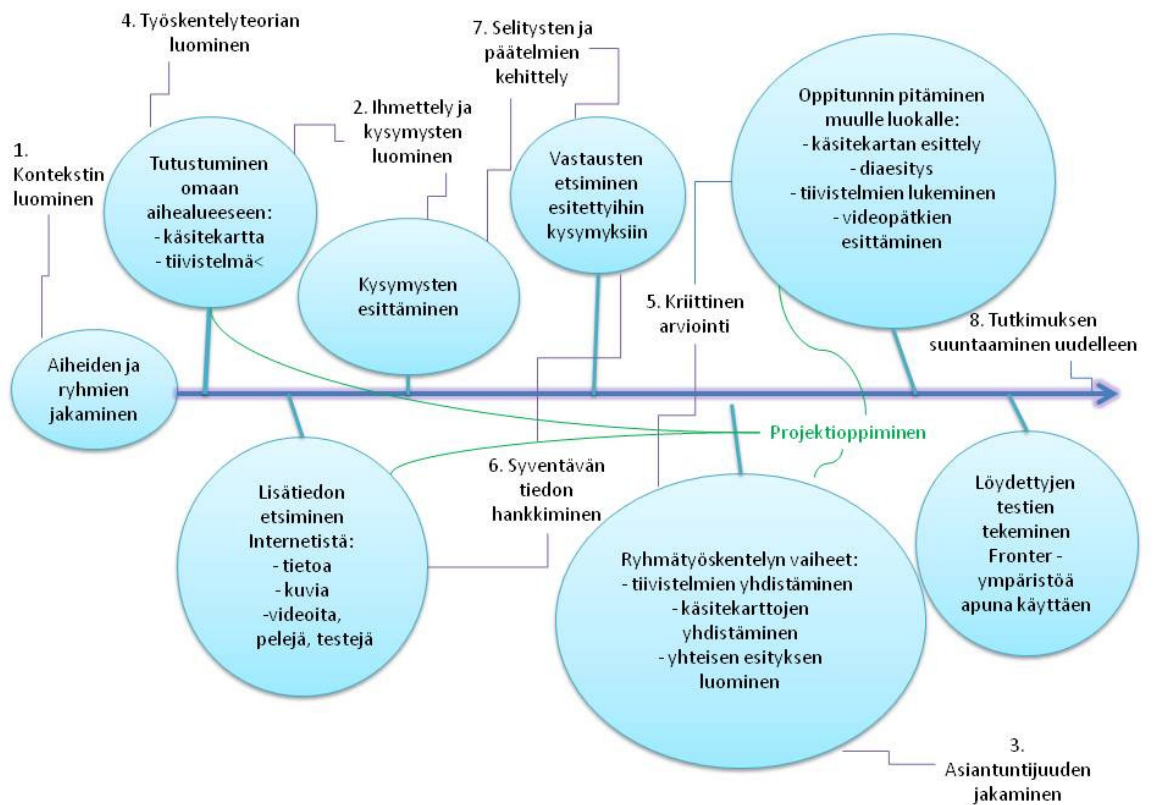 4. Työskentelyteorian
luominen
7. Selitysten ja
päätelmien
kehittely
2. Ihmettely ja
kysymysten
luominen
1.
Kontekstin
luominen
Tutustuminen
omaan
aihealueeseen:
- käsitekartta
- tiivistelmä<
Kysymysten
esittäminen
Vastausten
etsiminen
esitettyihin
kysymyksiin
Oppitunnin pitäminen
muulle luokalle:
- käsitekartan esittely
- diaesitys
- tiivistelmien lukeminen
- videopätkien
esittäminen
5. Kriittinen
arviointi
8. Tutkimuksen
suuntaaminen uudelleen
Aiheiden ja
ryhmien
jakaminen
Projektioppiminen
Lisätiedon
etsiminen
Internetistä:
- tietoa
- kuvia
-videoita,
pelejä, testejä
6. Syventävän
tiedon
hankkiminen
Ryhmätyöskentelyn vaiheet:
- tiivistelmien yhdistäminen
- käsitekarttojen
yhdistäminen
- yhteisen esityksen
luominen
Löydettyjen
testien
tekeminen
Fronter -
ympäristöä
apuna käyttäen
3.
Asiantuntijuuden
jakaminen